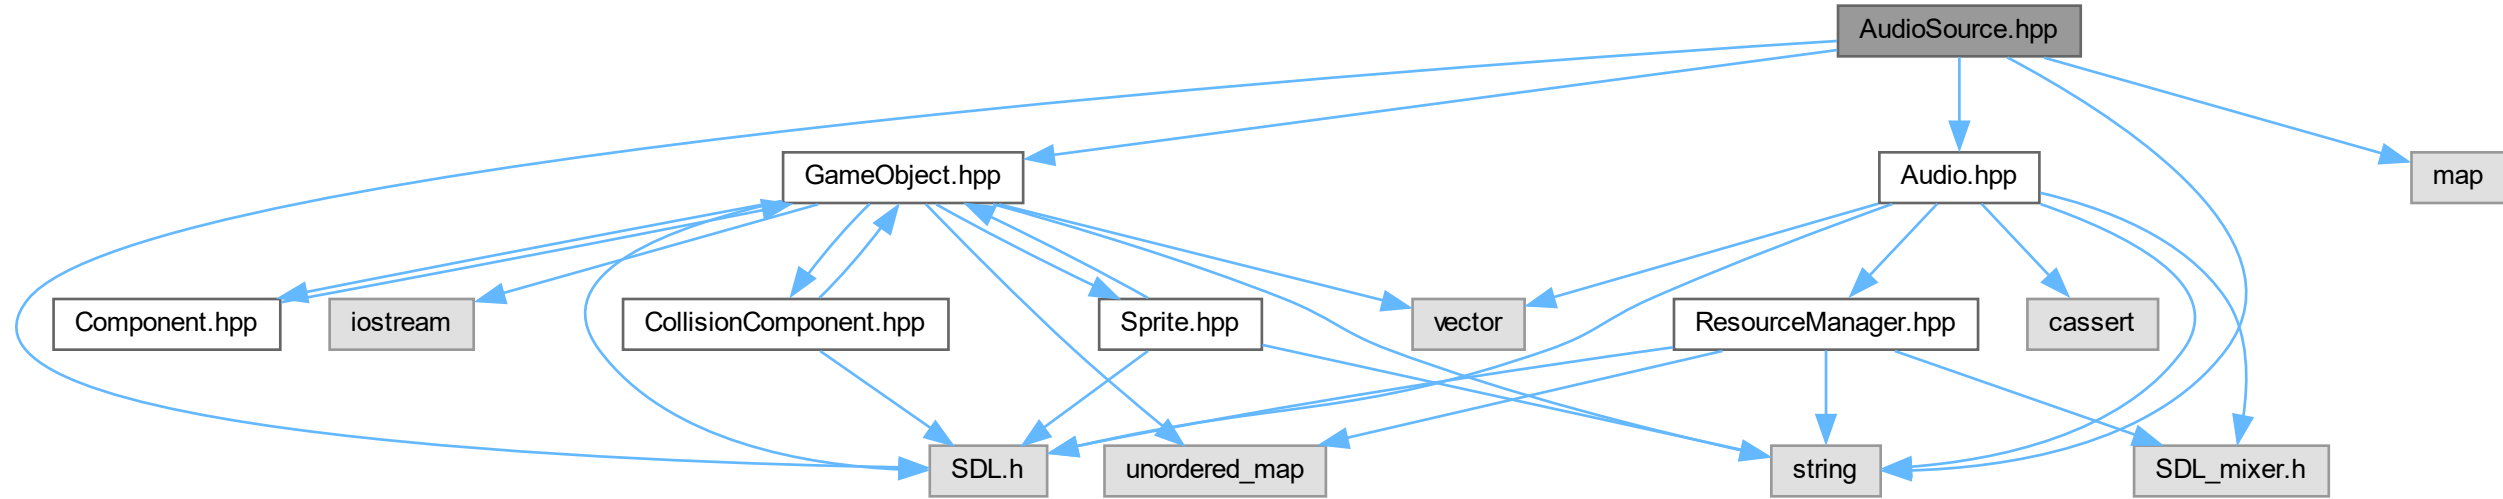 AudioSource.hpp
GameObject.hpp
Audio.hpp
map
Component.hpp
iostream
CollisionComponent.hpp
Sprite.hpp
vector
ResourceManager.hpp
cassert
SDL.h
unordered_map
string
SDL_mixer.h